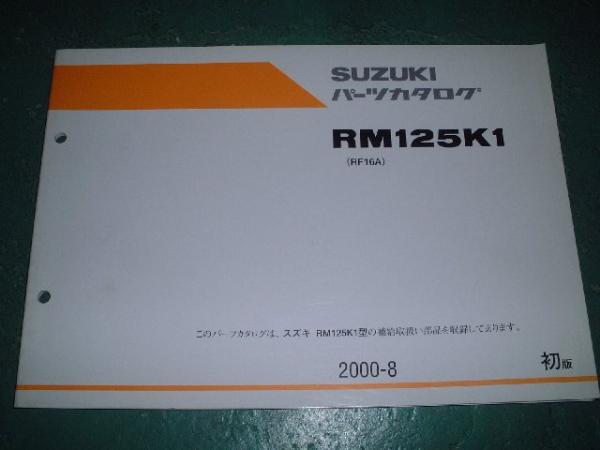 SUZUKI
パーツカタログ
RM125K1
(RF16A)
このパーツカタログは、スズキ RM125K1型の補給取扱い部品を収録してあります。
2000-8
初版